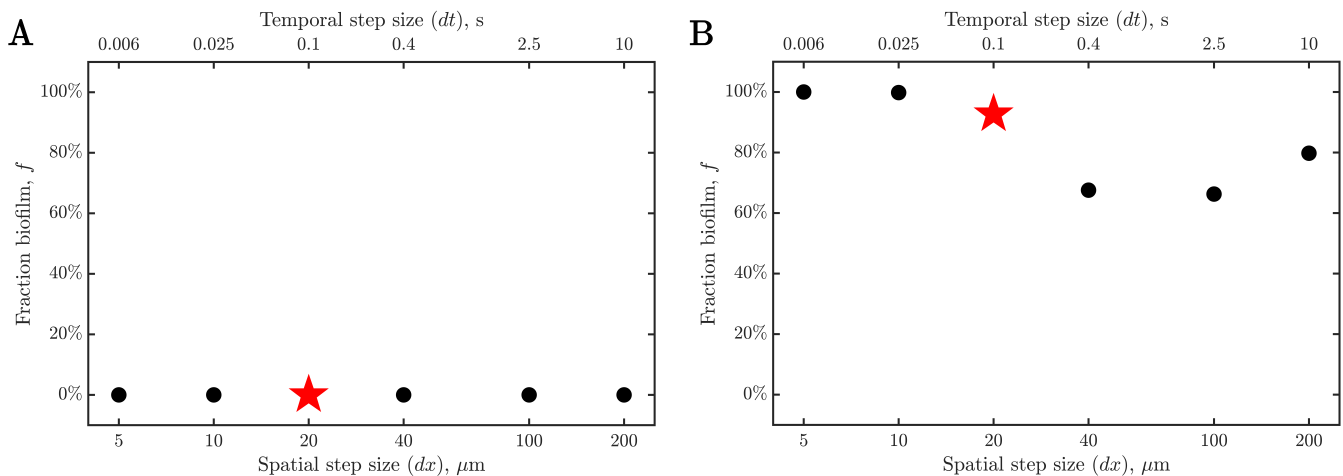 A
Temporal step size (dt), s
0.006 0.025 0.1 0.4 2.5 10
Fraction biofilm, f
100%
80%
60%
40%
20%
0%
5 10 20 40 100 200
Spatial step size (dx), μm
B
Temporal step size (dt), s
0.006 0.025 0.1 0.4 2.5 10
Fraction biofilm, f
100%
80%
60%
40%
20%
0%
5 10 20 40 100 200
Spatial step size (dx), μm